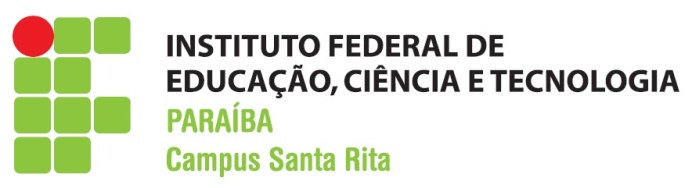 INSTITUTO FEDERAL DE
EDUCAÇÃO, CIÊNCIA E TECNOLOGIA
PARAÍBA
Campus Santa Rita